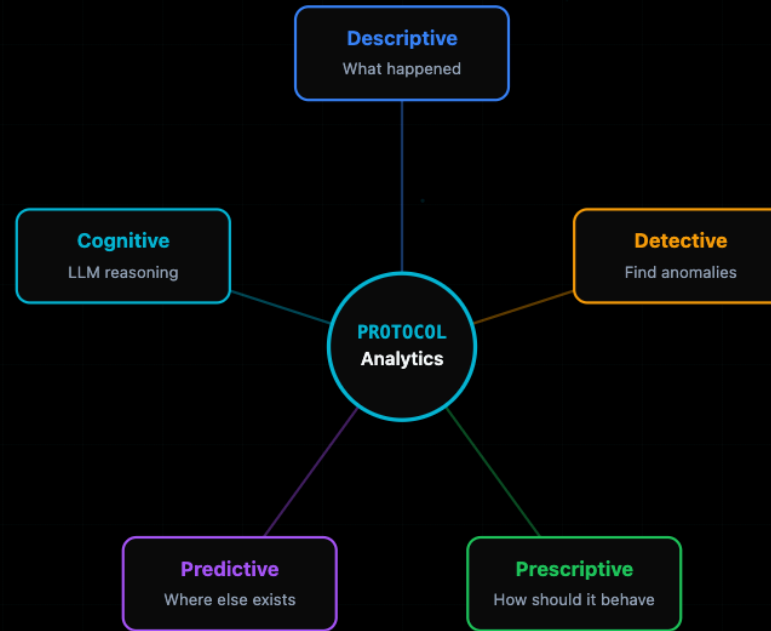 Descriptive
What happened
Cognitive
LLM reasoning
Detective
Find anomalies
PROTOCOL
Analytics
Predictive
Where else exists
Prescriptive
How should it behave